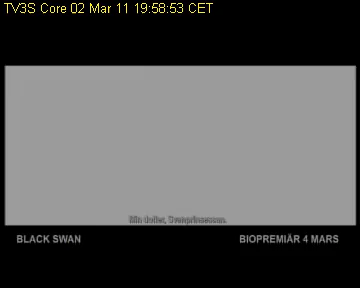 TV3S Core 02 Mar 11 19:58:53 CET
Min dotter, Svanprinsessan.
BLACK SWAN
BIOPREMIÄR 4 MARS